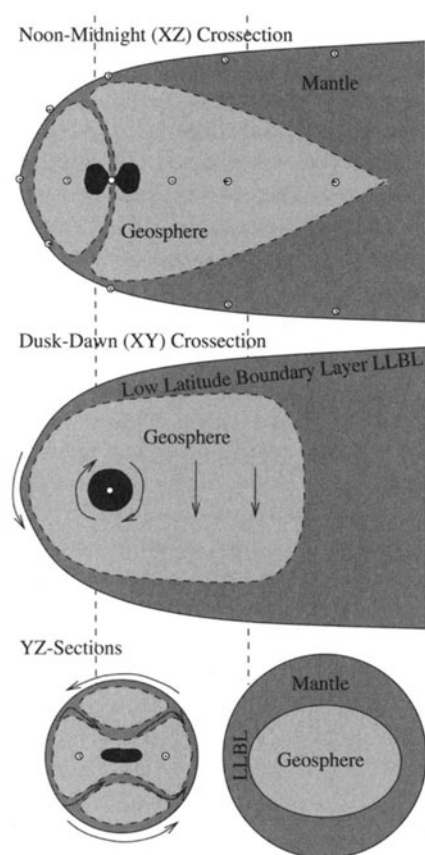 Noon-Midnight (XZ) Crossection
Mantle
Geosphere
Dusk-Dawn (XY) Crossection
Low Latitude Boundary Layer LLBL
Geosphere
YZ-Sections
Mantle
LLBL
Geosphere